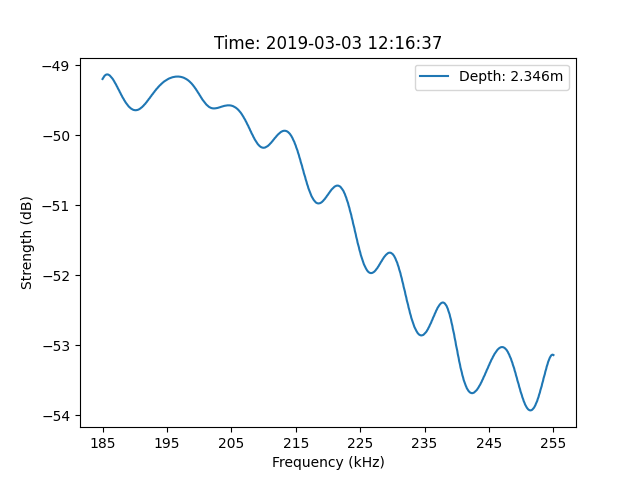 Time: 2019-03-03 12:16:37
Depth: 2.346m
Strength (dB)
−49
−50
−51
−52
−53
−54
185 195 205 215 225 235 245 255
Frequency (kHz)